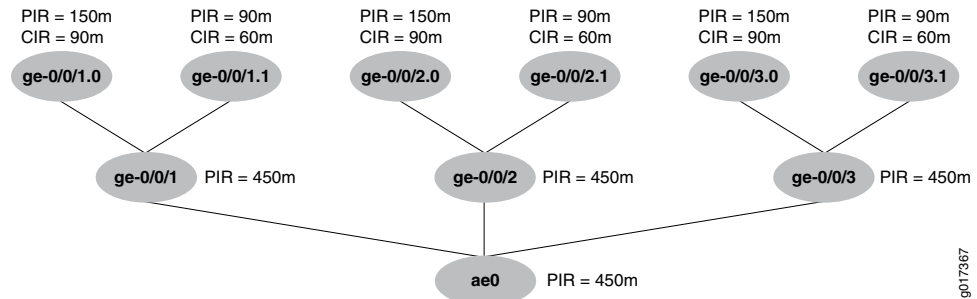 PIR = 150m
CIR = 90m
PIR = 90m
CIR = 60m
PIR = 150m
CIR = 90m
PIR = 90m
CIR = 60m
PIR = 150m
CIR = 90m
PIR = 90m
CIR = 60m
ge-0/0/1.0
ge-0/0/1.1
ge-0/0/2.0
ge-0/0/2.1
ge-0/0/3.0
ge-0/0/3.1
ge-0/0/1
PIR = 450m
ge-0/0/2
PIR = 450m
ge-0/0/3
PIR = 450m
ae0
PIR = 450m
g017367